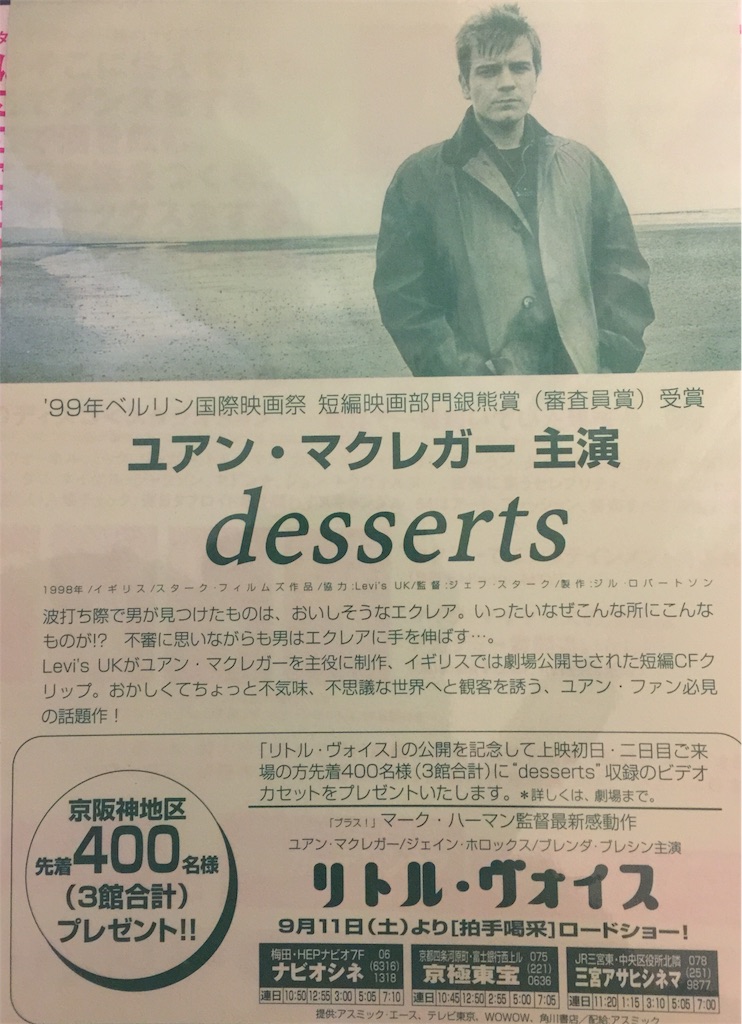 '99年ベルリン国際映画祭 短編映画部門銀熊賞（審査員賞）受賞
ユアン・マクレガー 主演
desserts
1998年/イギリス/スターク・フィルムズ作品/協力:Levi's UK/監督:ジェフ・スターク/製作:ジル・ロバートソン
波打ち際で男が見つけたものは、おいしそうなエクレア。いったいなぜこんな所にこんな
ものが!? 不審に思いながらも男はエクレアに手を伸ばす…。
Levi's UKがユアン・マクレガーを主役に制作、イギリスでは劇場公開もされた短編CFク
リップ。おかしくてちょっと不気味、不思議な世界へと観客を誘う、ユアン・ファン必見
の話題作！
「リトル・ヴォイス」の公開を記念して上映初日・二日目ご来
場の方先着400名様(3館合計)に"desserts"収録のビデオ
カセットをプレゼントいたします。＊詳しくは、劇場まで。
京阪神地区
先着400名様
(3館合計)
プレゼント!!
「ブラス！」マーク・ハーマン監督最新感動作
ユアン・マクレガー/ジェイン・ホロックス/ブレンダ・ブレシン主演
リトル・ヴォイス
9月11日(土)より[拍手喝采]ロードショー!
梅田・HEPナビオ7F 06
ナビオシネ (6316)
1318
連日 10:50 12:55 3:00 5:05 7:10
京都四条河原町・富士銀行西上ル 075
京極東宝 (221)
0636
連日 10:45 12:50 2:55 5:00 7:05
JR三宮東・中央区役所北隣 078
三宮アサヒシネマ (251)
9877
連日 11:20 1:15 3:10 5:05 7:00
提供:アスミック・エース、テレビ東京、WOWOW、角川書店/配給:アスミック